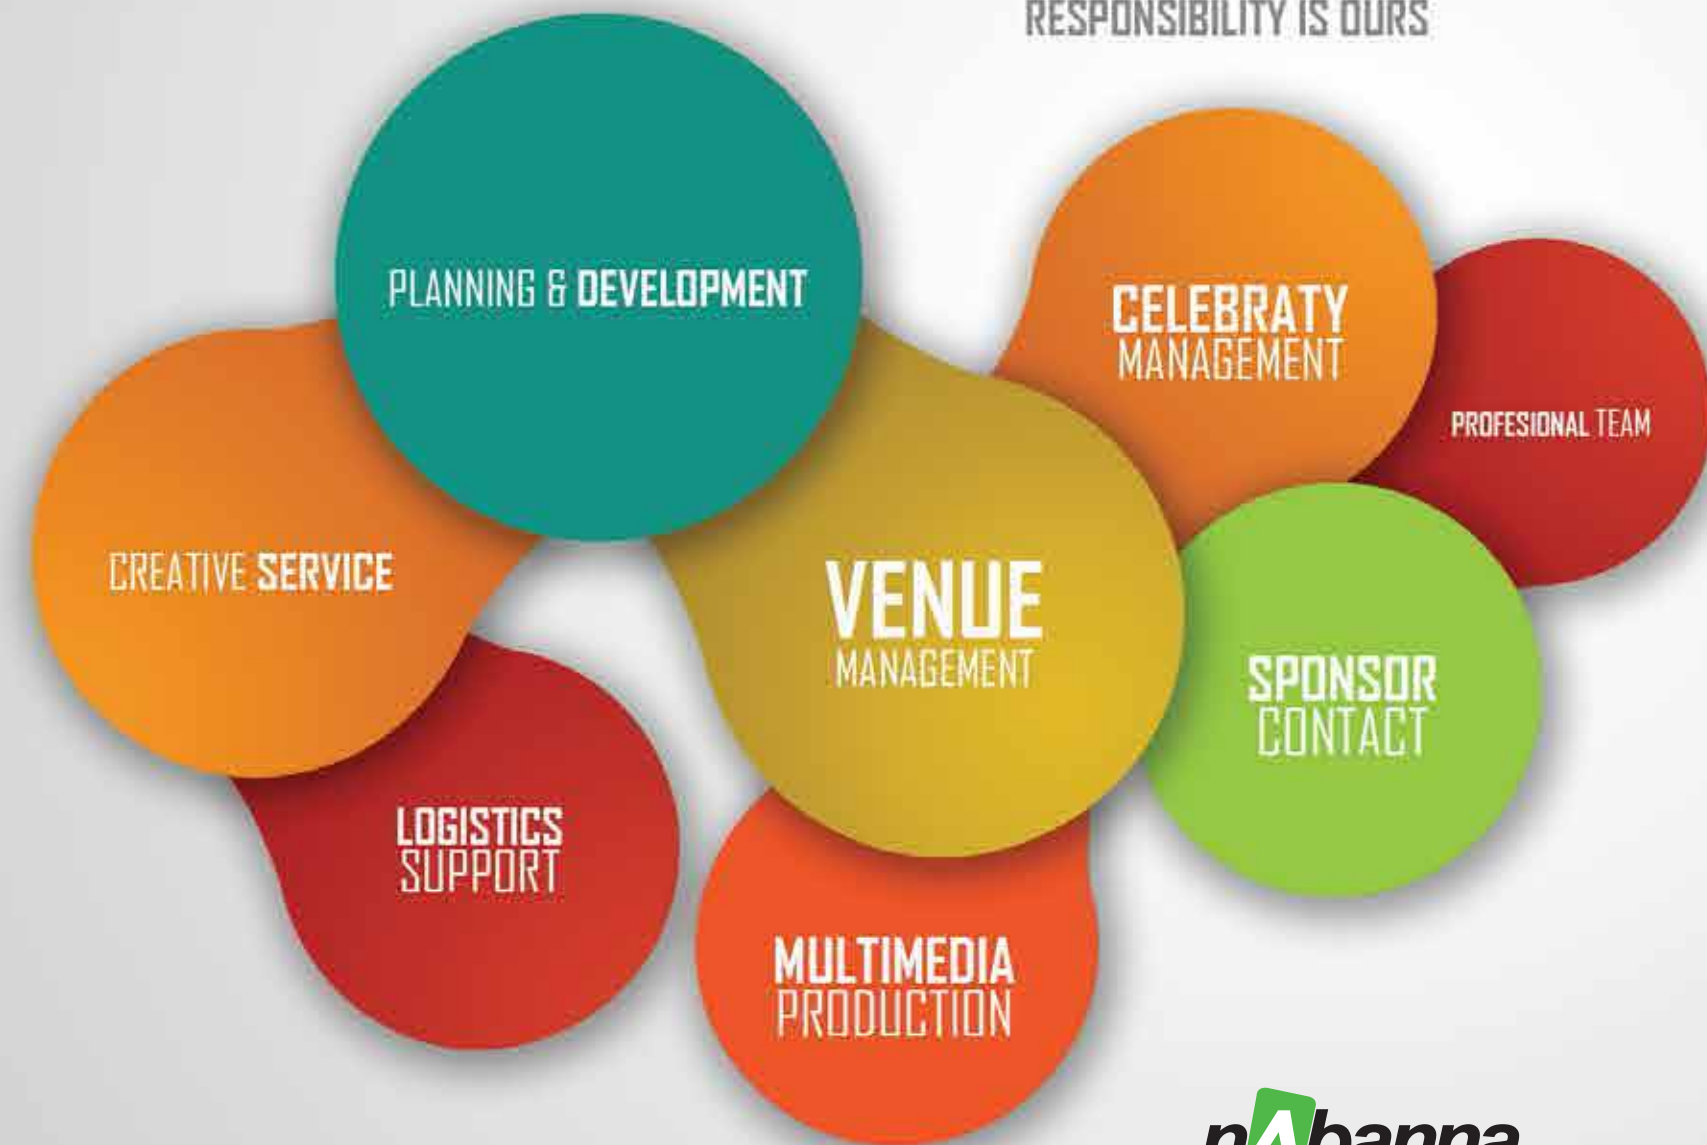 RESPONSIBILITY IS OURS
PLANNING & DEVELOPMENT
CELEBRATY
MANAGEMENT
PROFESIONAL TEAM
CREATIVE SERVICE
VENUE
MANAGEMENT
SPONSOR
CONTACT
LOGISTICS
SUPPORT
MULTIMEDIA
PRODUCTION
nAbanna